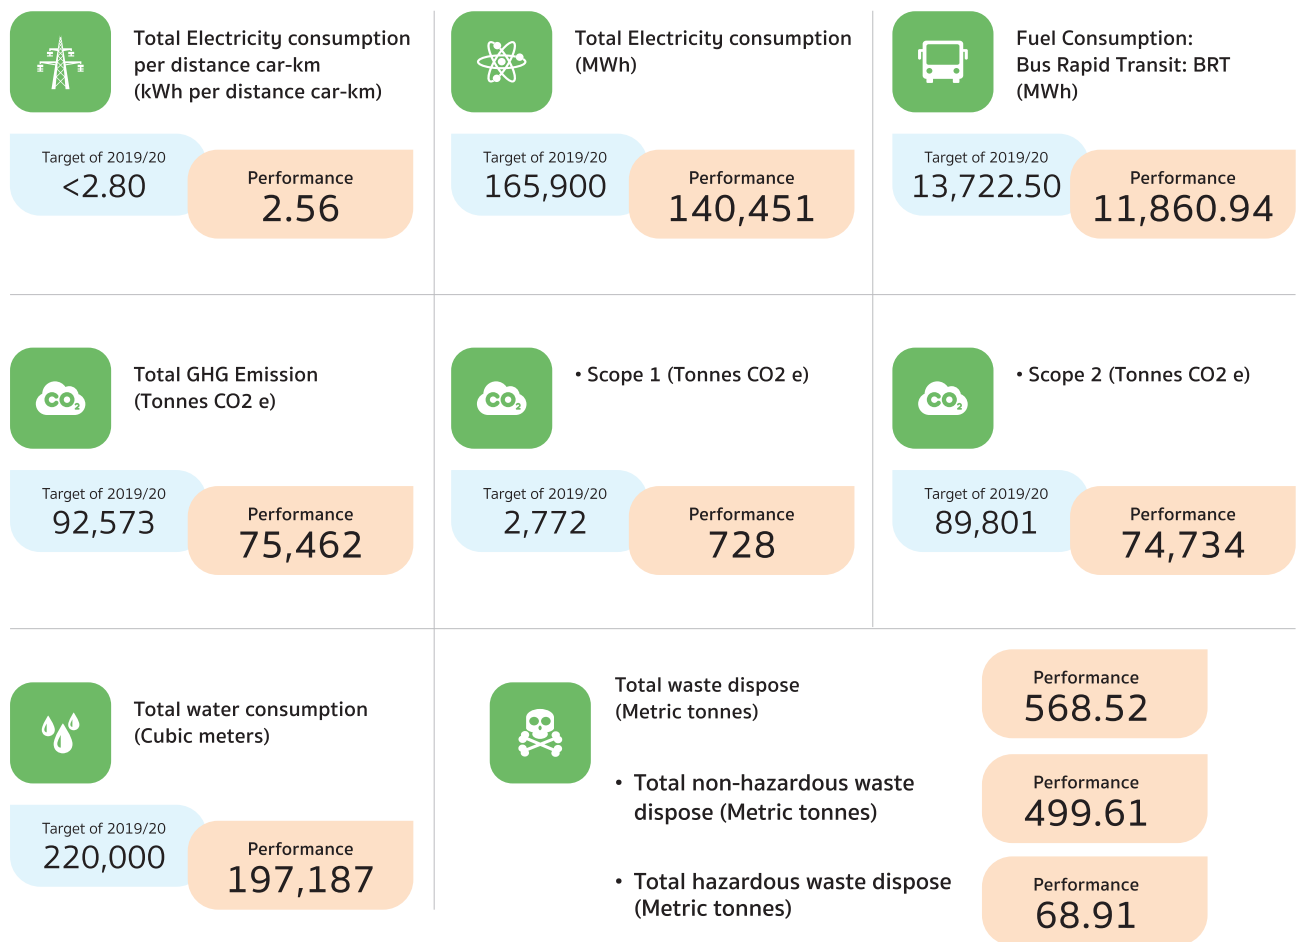 Total Electricity consumption
per distance car-km
(kWh per distance car-km)
Target of 2019/20
<2.80
Performance
2.56
Total Electricity consumption
(MWh)
Target of 2019/20
165,900
Performance
140,451
Fuel Consumption:
Bus Rapid Transit: BRT
(MWh)
Target of 2019/20
13,722.50
Performance
11,860.94
CO2
Total GHG Emission
(Tonnes CO2 e)
Target of 2019/20
92,573
Performance
75,462
CO2
• Scope 1 (Tonnes CO2 e)
Target of 2019/20
2,772
Performance
728
CO2
• Scope 2 (Tonnes CO2 e)
Target of 2019/20
89,801
Performance
74,734
Total water consumption
(Cubic meters)
Target of 2019/20
220,000
Performance
197,187
Total waste dispose
(Metric tonnes)
Performance
568.52
• Total non-hazardous waste
dispose (Metric tonnes)
Performance
499.61
• Total hazardous waste dispose
(Metric tonnes)
Performance
68.91